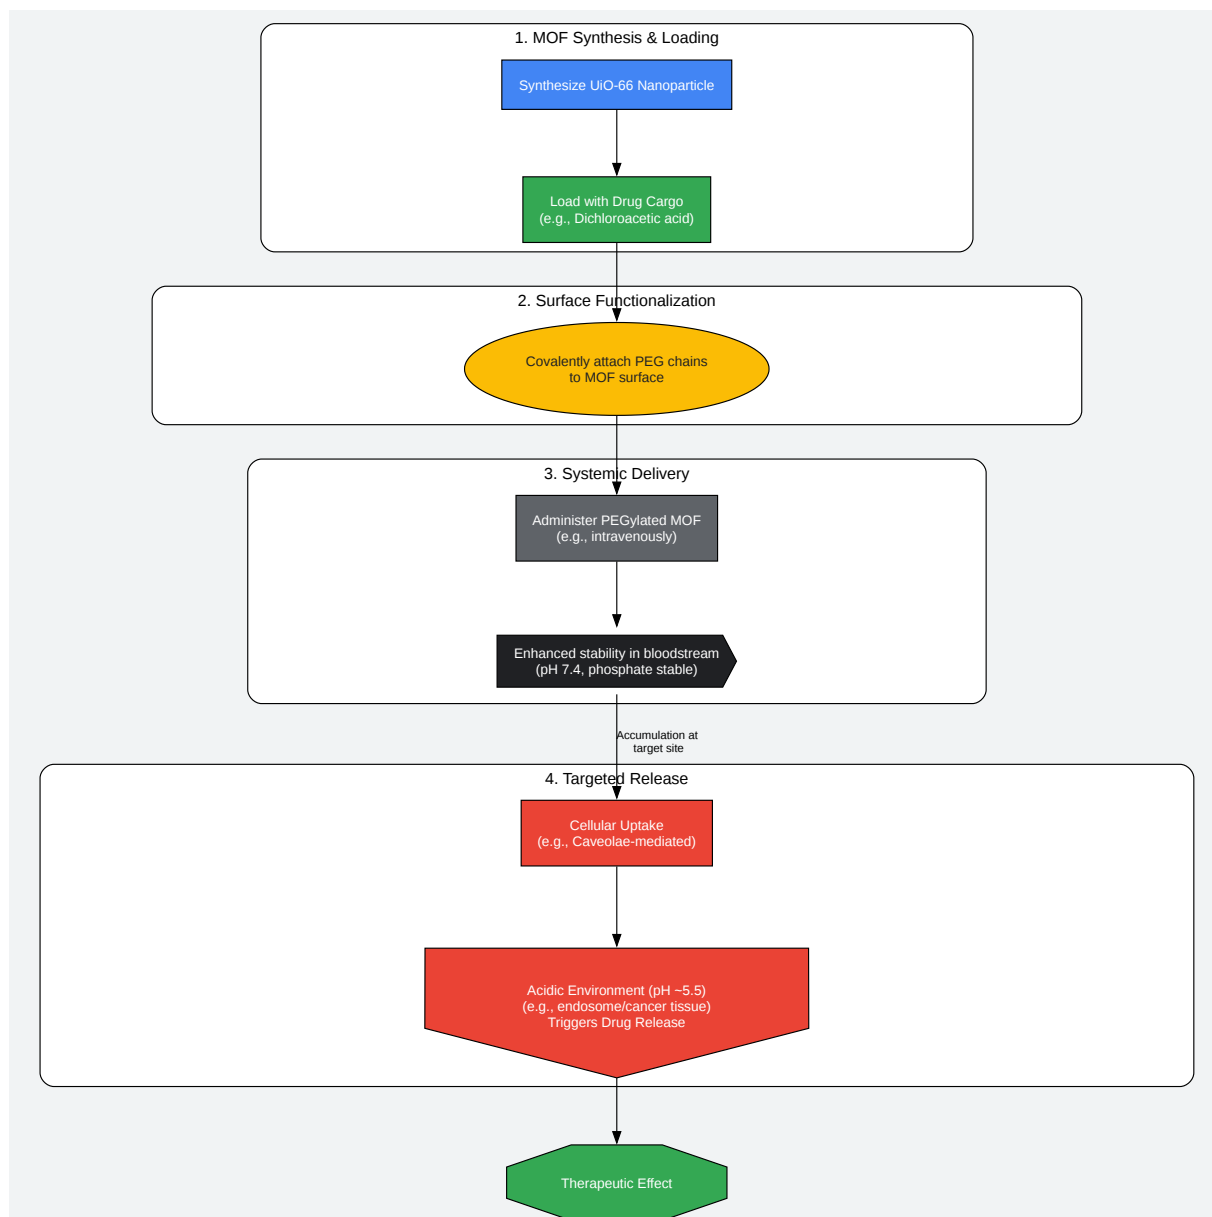 1. MOF Synthesis & Loading
Synthesize UiO-66 Nanoparticle
Load with Drug Cargo
(e.g., Dichloroacetic acid)
2. Surface Functionalization
Covalently attach PEG chains
to MOF surface
3. Systemic Delivery
Administer PEGylated MOF
(e.g., intravenously)
Enhanced stability in bloodstream
(pH 7.4, phosphate stable)
Accumulation at
target site
4. Targeted Release
Cellular Uptake
(e.g., Caveolae-mediated)
Acidic Environment (pH ~5.5)
(e.g., endosome/cancer tissue)
Triggers Drug Release
Therapeutic Effect